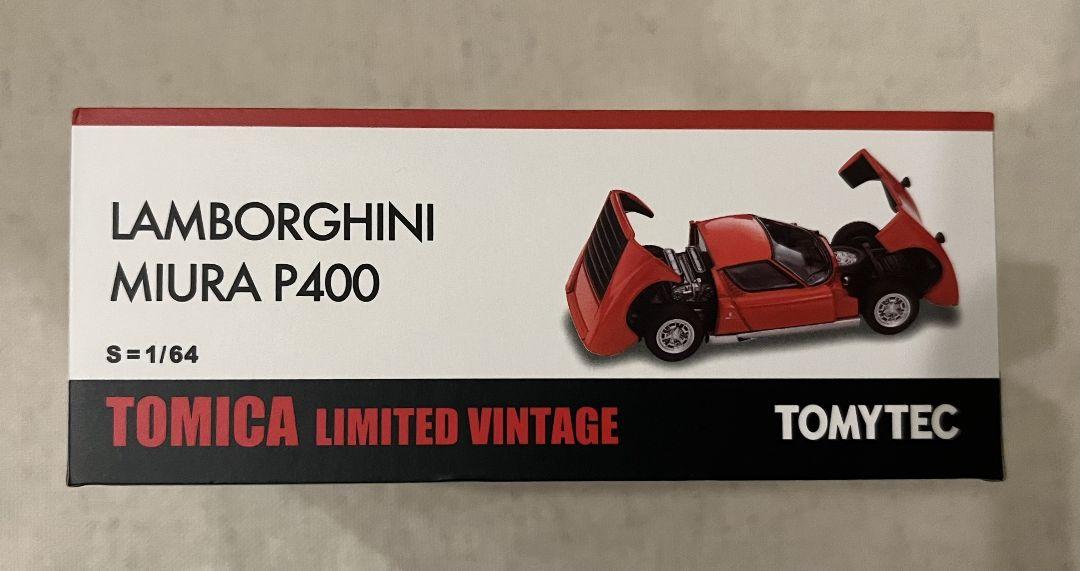 LAMBORGHINI
MIURA P400
S=1/64
TOMICA LIMITED VINTAGE
TOMYTEC